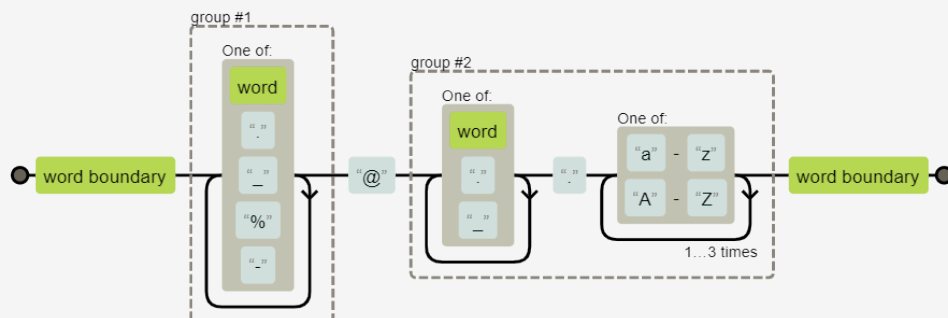 group #1
One of:
word
“.”
“_”
“%”
“-”
word boundary
“@”
group #2
One of:
word
“.”
“_”
“.”
One of:
“a” - “z”
“A” - “Z”
1...3 times
word boundary